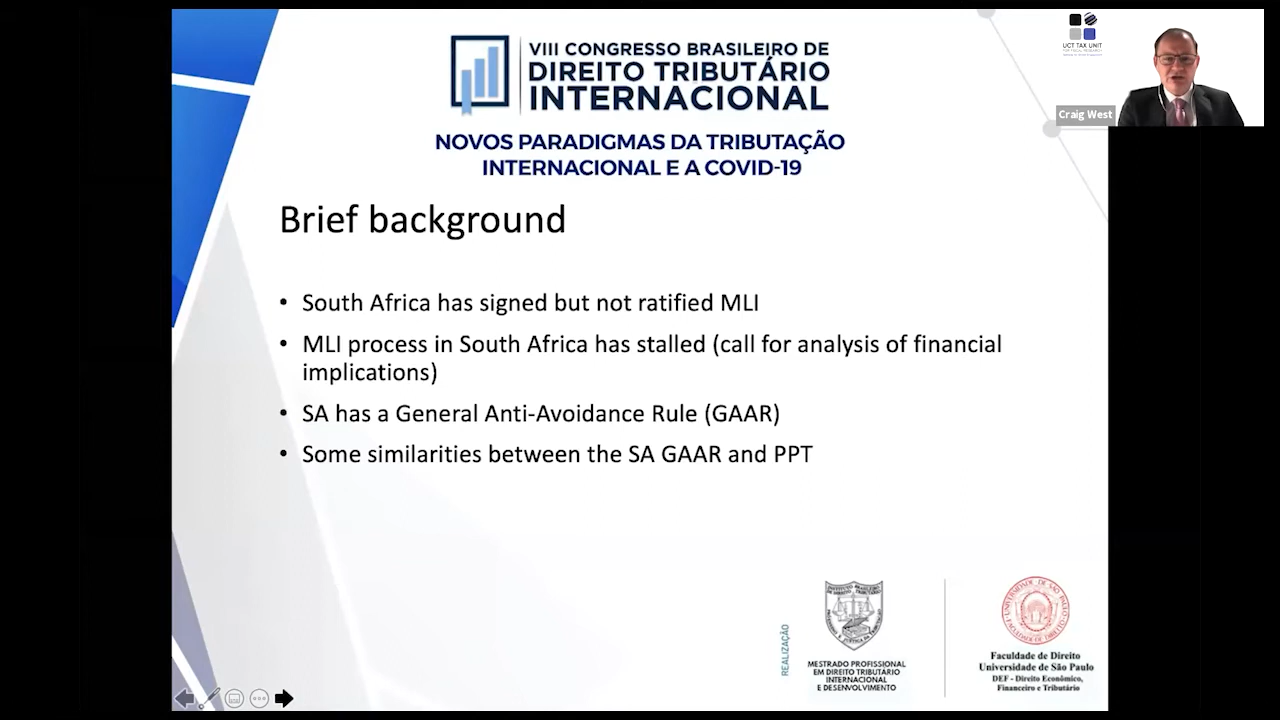 VIII CONGRESSO BRASILEIRO DE
DIREITO TRIBUTÁRIO
INTERNACIONAL
NOVOS PARADIGMAS DA TRIBUTAÇÃO
INTERNACIONAL E A COVID-19
UCT TAX UNIT
Craig West
Brief background
• South Africa has signed but not ratified MLI
• MLI process in South Africa has stalled (call for analysis of financial
implications)
• SA has a General Anti-Avoidance Rule (GAAR)
• Some similarities between the SA GAAR and PPT
REALIZAÇÃO
MESTRADO PROFISSIONAL
EM DIREITO TRIBUTÁRIO
INTERNACIONAL
E DESENVOLVIMENTO
Faculdade de Direito
Universidade de São Paulo
DEF - Direito Econômico,
Financeiro e Tributário